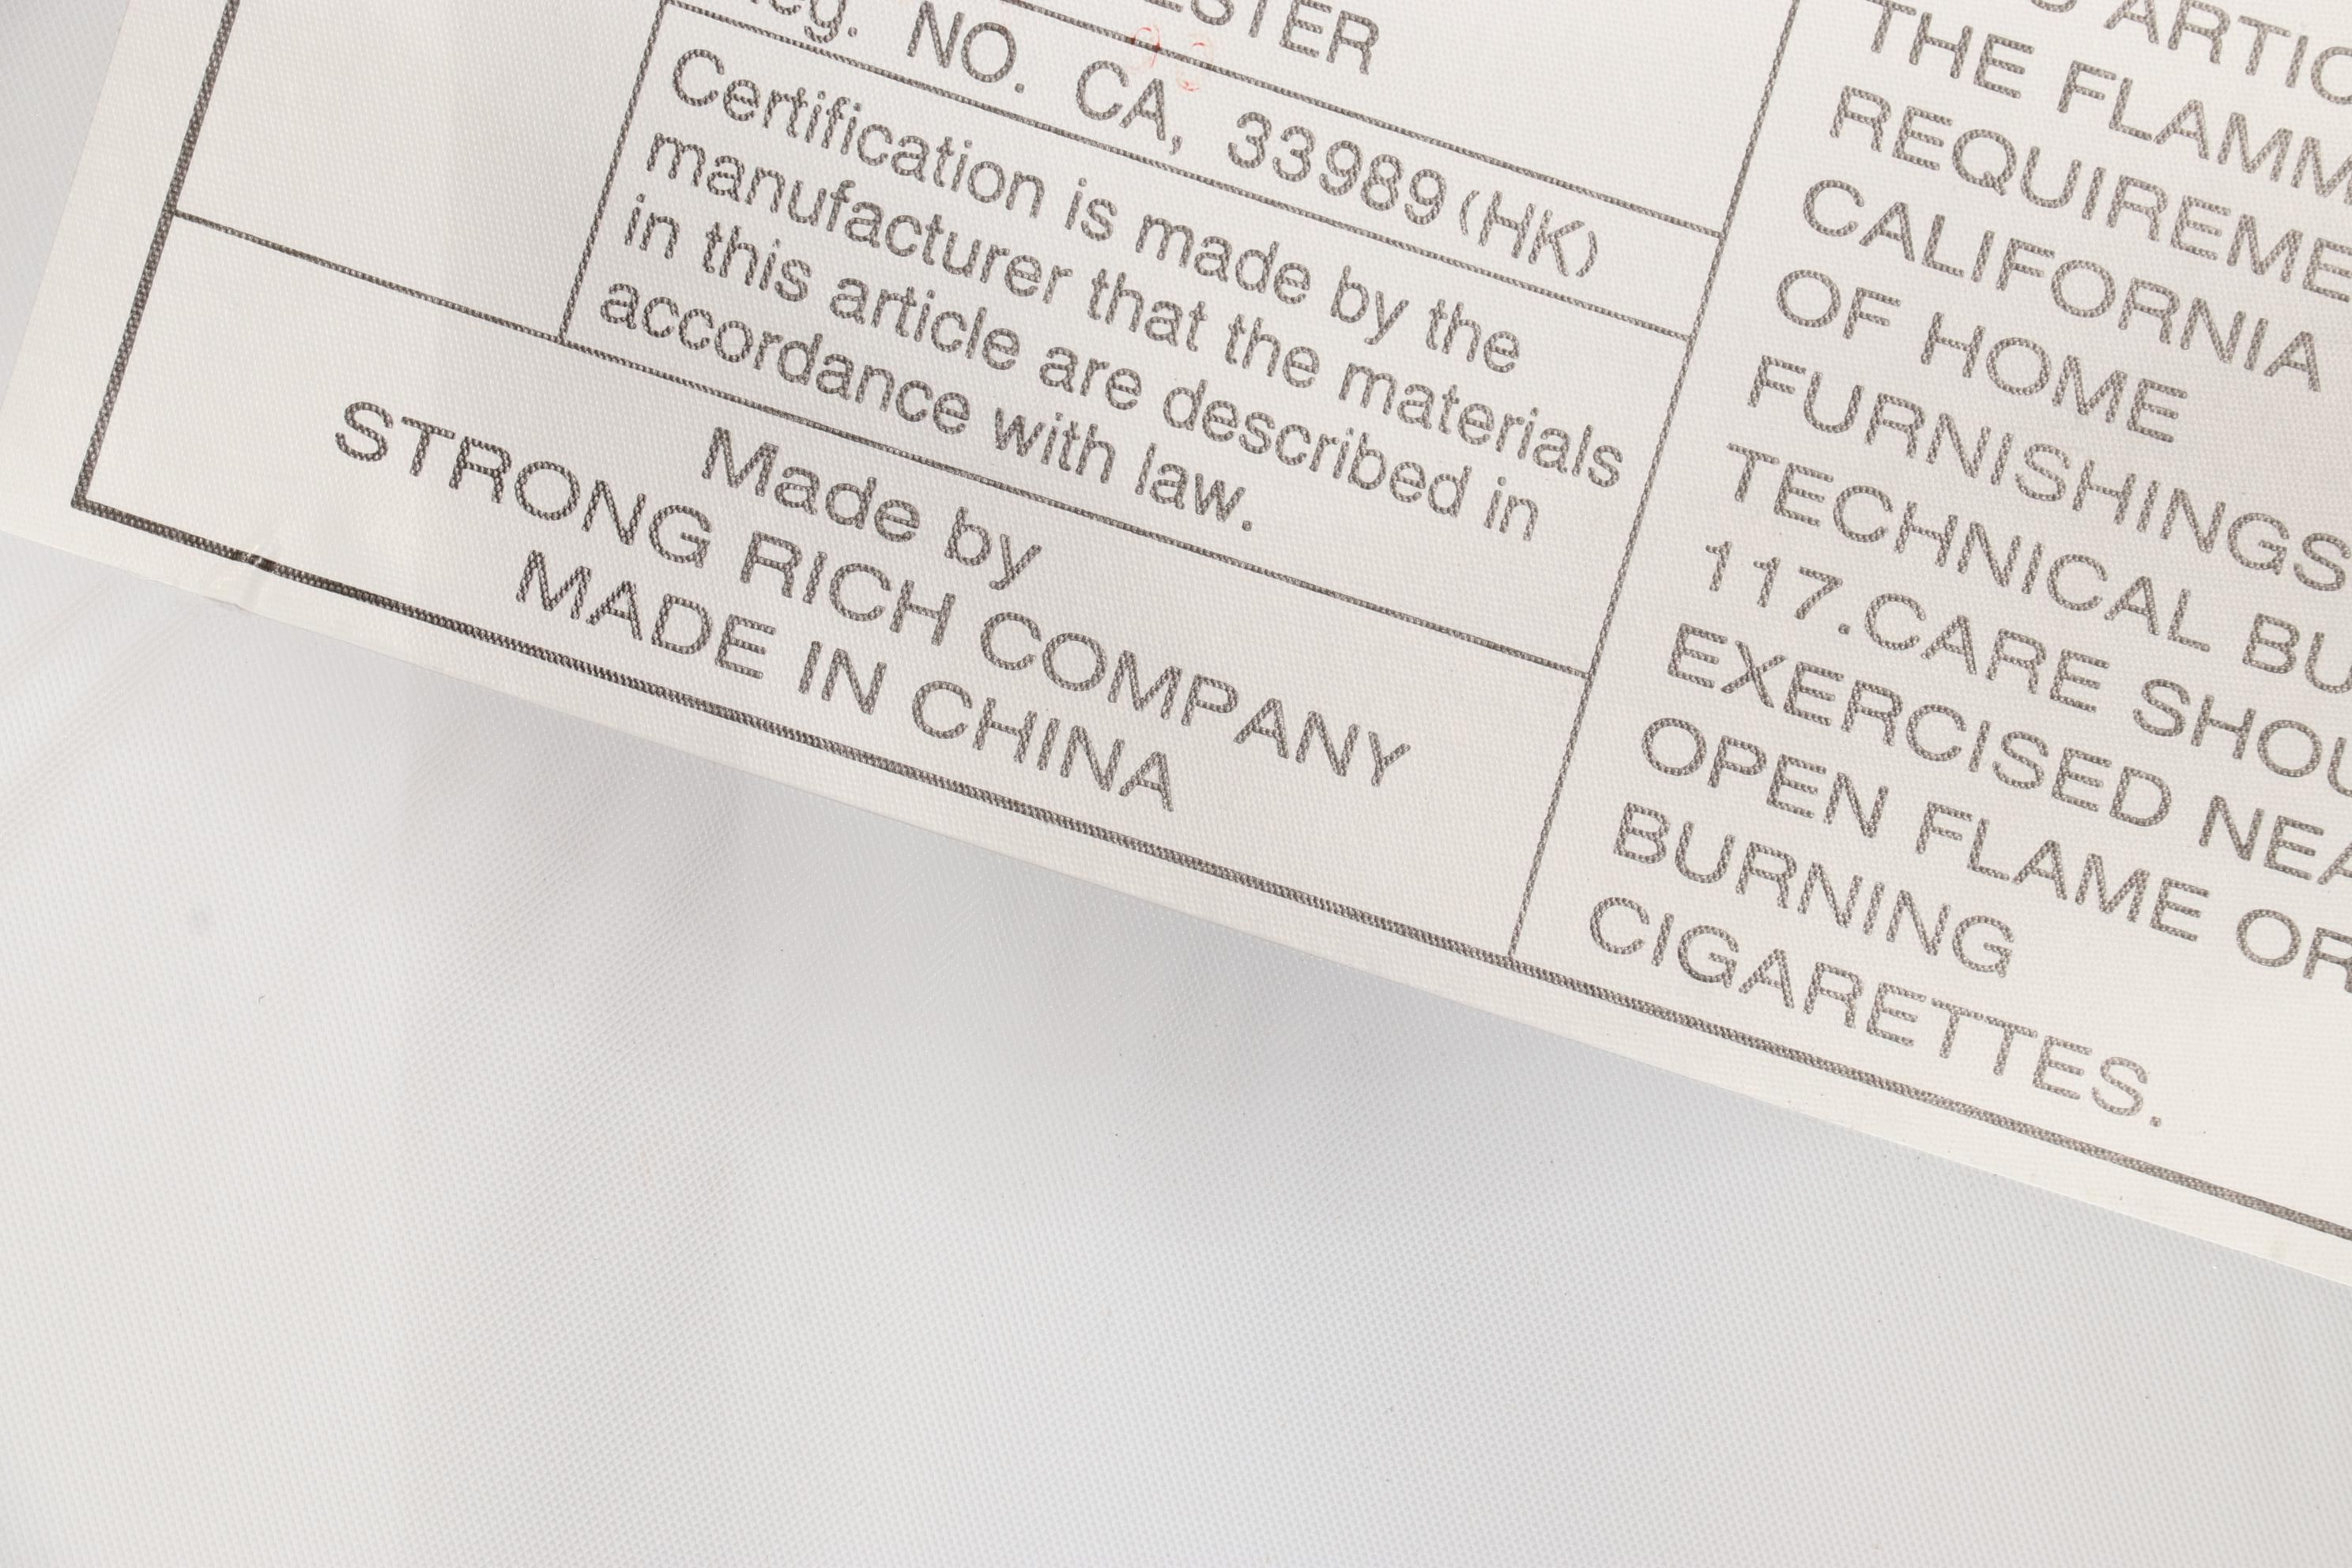 NO. CA, 33989(HK)
Certification is made by the
manufacturer that the materials
in this article are described in
accordance with law.
Made by
STRONG RICH COMPANY
MADE IN CHINA
THE
REQUIREME
CALIFORNIA
OF HOME
FURNISHINGS
TECHNICAL BU
117.CARE SHOU
EXERCISED NEA
OPEN FLAME OR
BURNING
CIGARETTES.